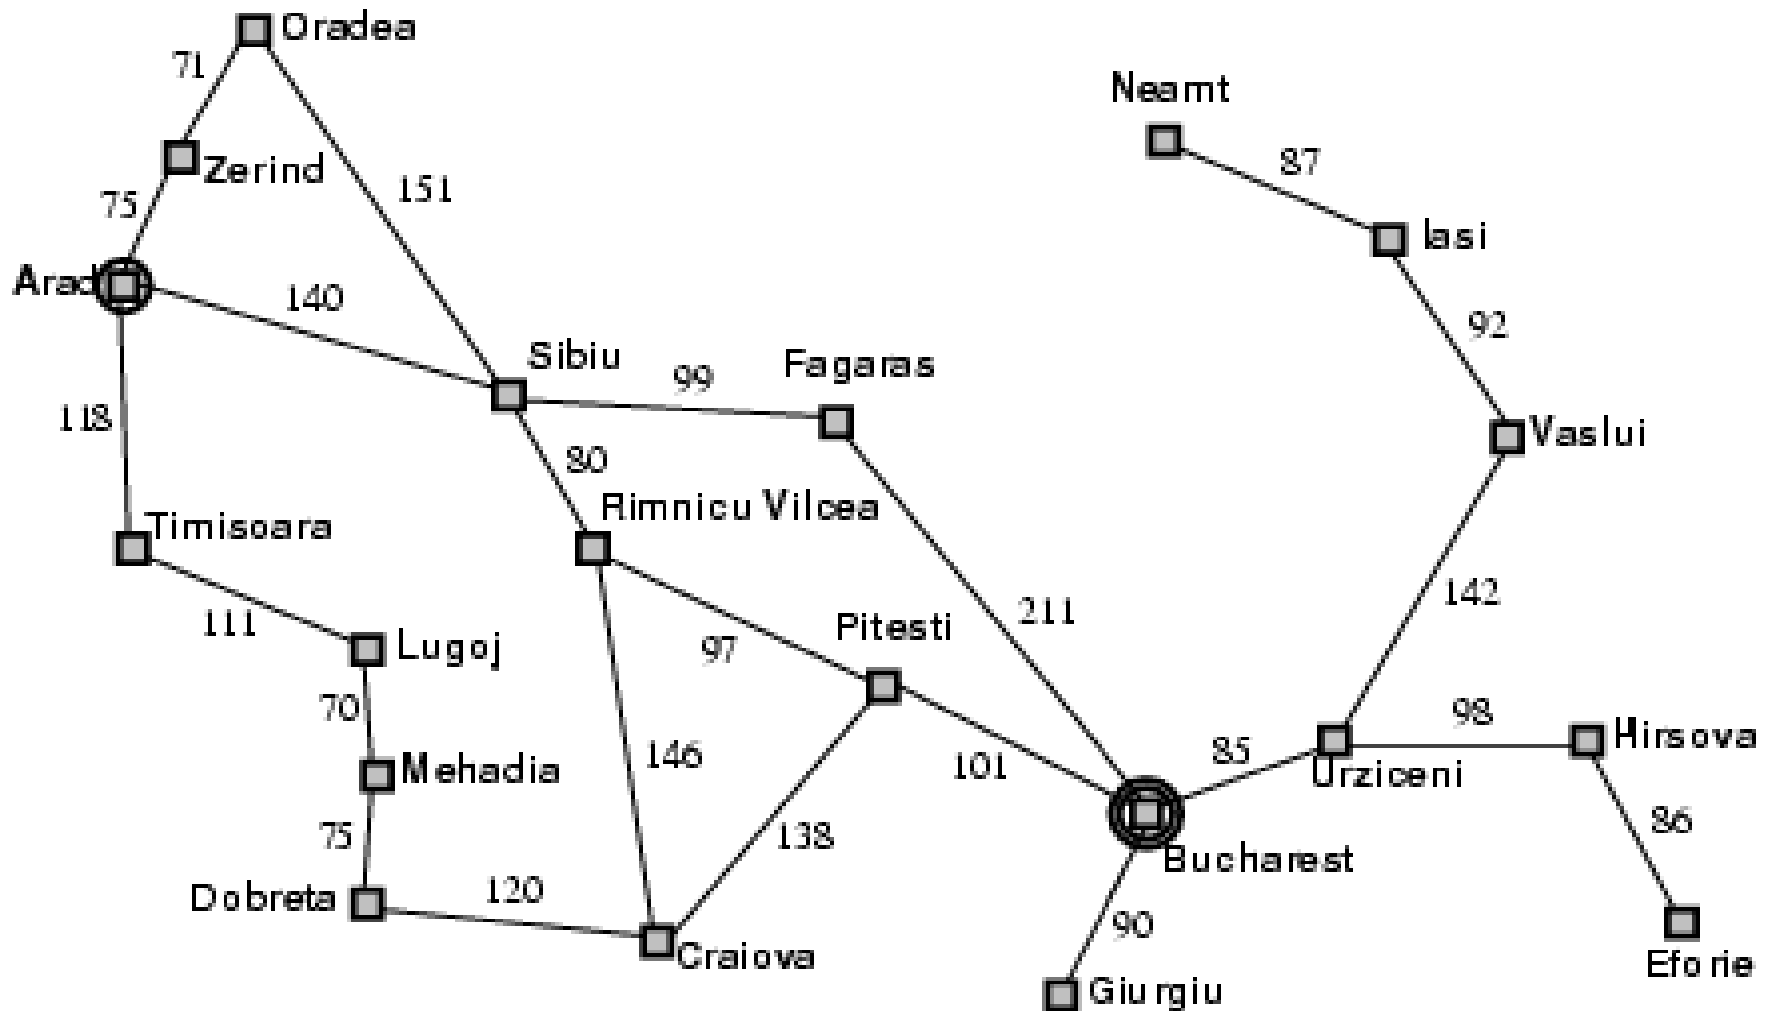 Oradea
71
Neamt
87
Zerind
151
75
Iasi
Arad
140
92
Sibiu
Fagaras
99
118
Vaslui
80
Rimnicu Vilcea
Timisoara
142
211
111
Pitesti
97
Lugoj
70
98
Hirsova
146
85
101
Mehadia
Urziceni
86
75
138
Bucharest
120
Dobreta
90
Craiova
Eforie
Giurgiu